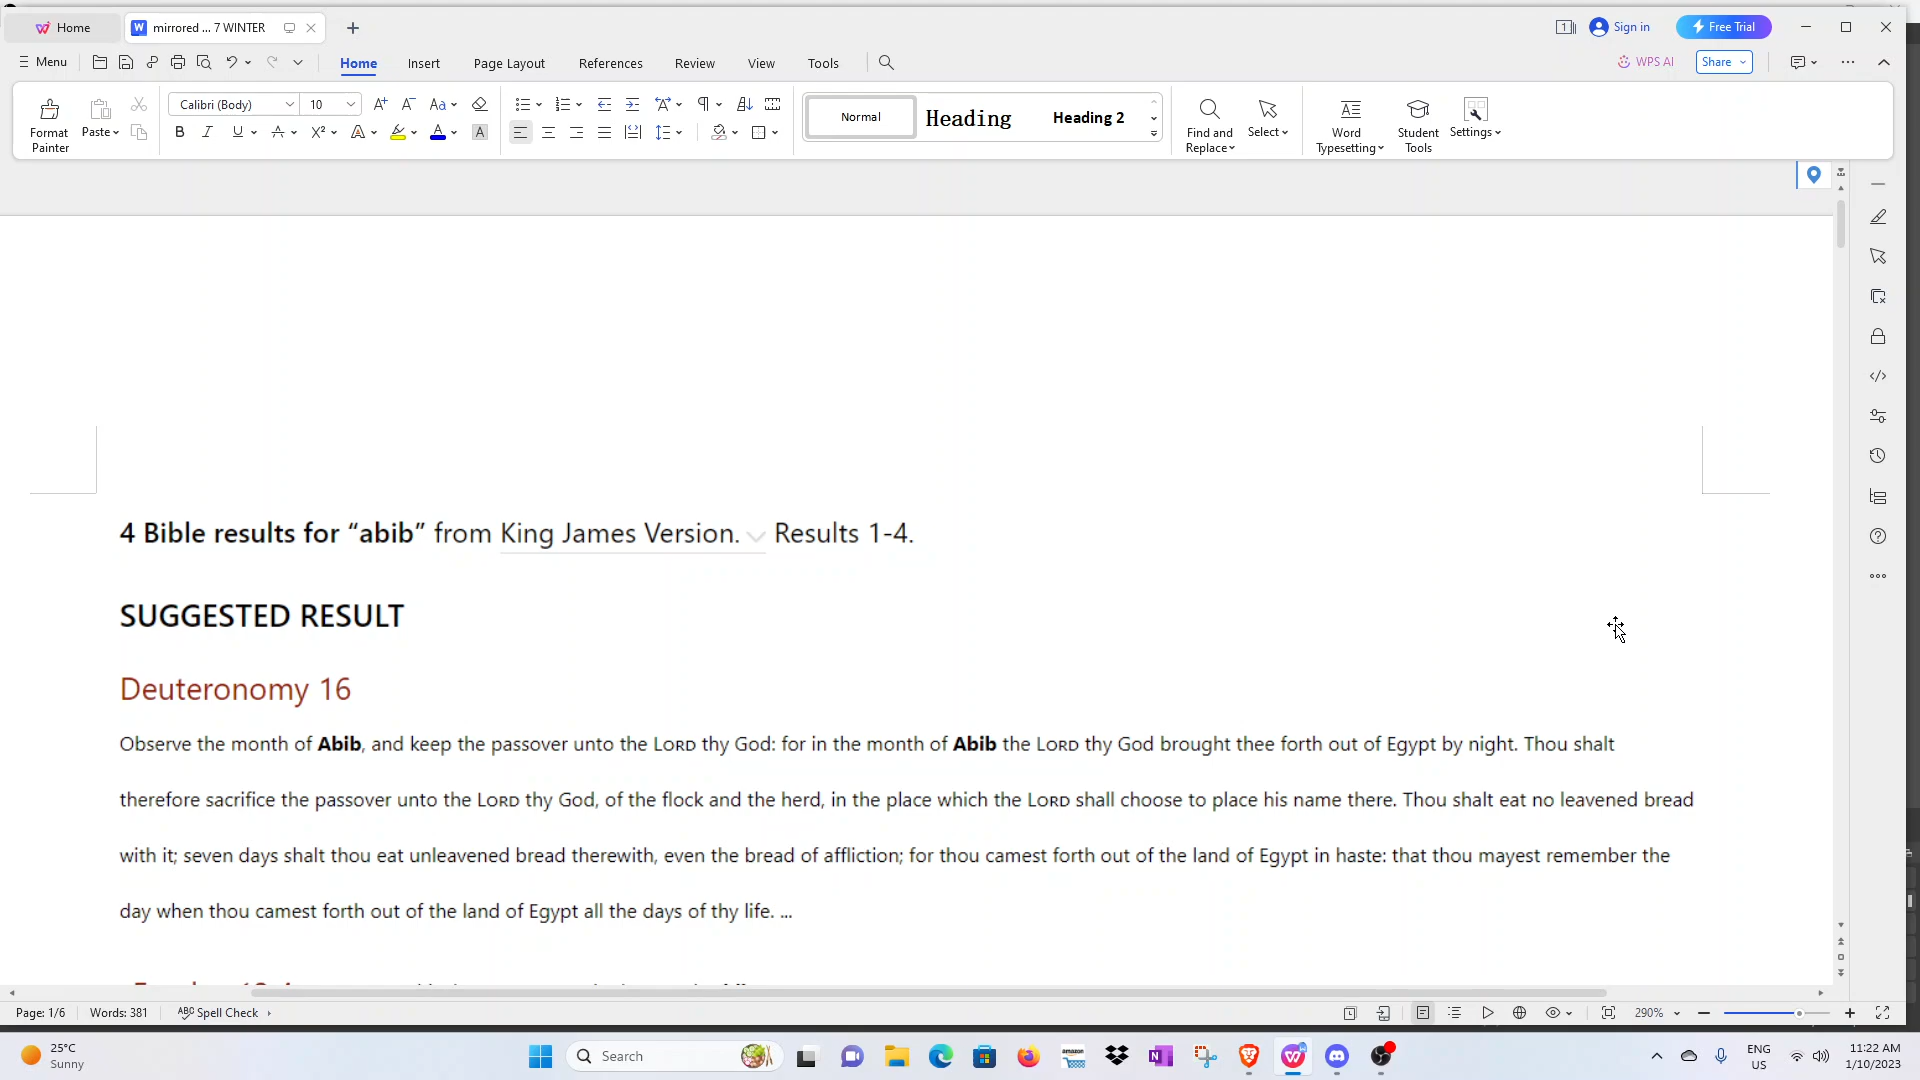 Home
mirrored ... 7 WINTER
Sign in
Free Trial
Menu
Home
Insert
Page Layout
References
Review
View
Tools
WPS AI
Share
Format
Painter
Paste
Calibri (Body)
10
Normal
Heading
Heading 2
Find and
Replace
Select
Word
Typesetting
Student
Tools
Settings
4 Bible results for “abib” from King James Version. Results 1-4.
SUGGESTED RESULT
Deuteronomy 16
Observe the month of Abib, and keep the passover unto the LORD thy God: for in the month of Abib the LORD thy God brought thee forth out of Egypt by night. Thou shalt
therefore sacrifice the passover unto the LORD thy God, of the flock and the herd, in the place which the LORD shall choose to place his name there. Thou shalt eat no leavened bread
with it; seven days shalt thou eat unleavened bread therewith, even the bread of affliction; for thou camest forth out of the land of Egypt in haste: that thou mayest remember the
day when thou camest forth out of the land of Egypt all the days of thy life. ...
Page: 1/6
Words: 381
Spell Check
290%
25°C
Sunny
Search
amazon
ENG
US
11:22 AM
1/10/2023